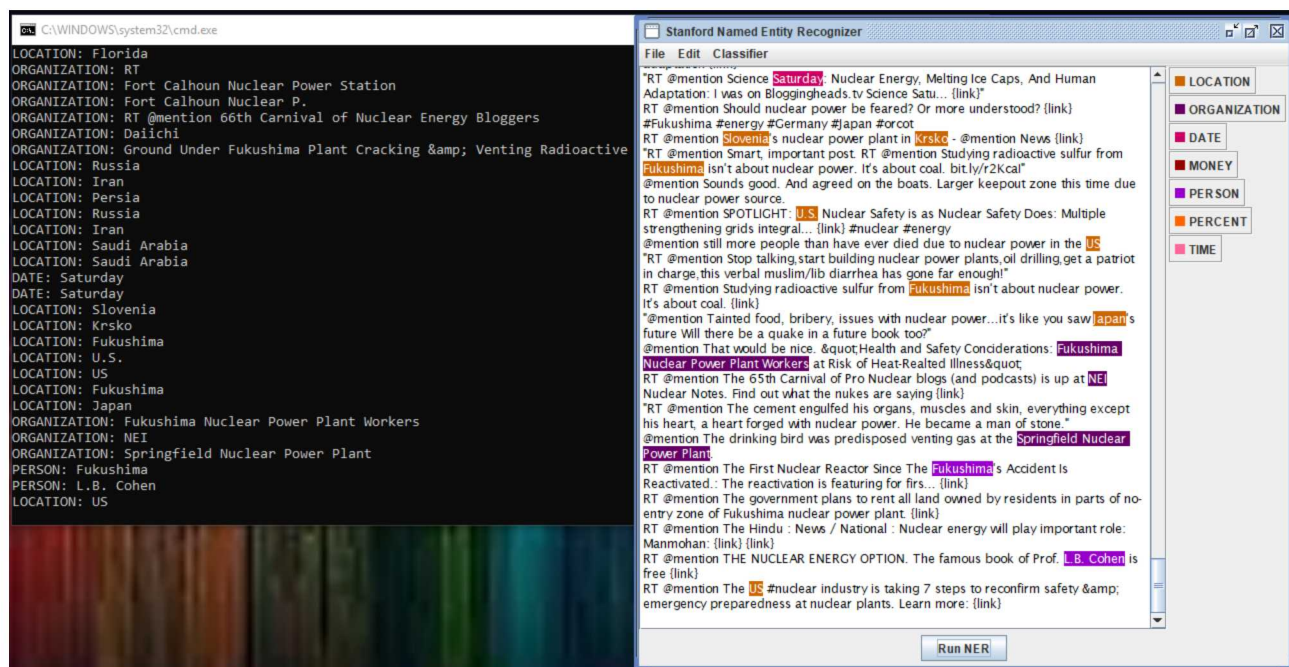 C:\WINDOWS\system32\cmd.exe
LOCATION: Florida
ORGANIZATION: RT
ORGANIZATION: Fort Calhoun Nuclear Power Station
ORGANIZATION: Fort Calhoun Nuclear P.
ORGANIZATION: RT @mention 66th Carnival of Nuclear Energy Bloggers
ORGANIZATION: Daiichi
ORGANIZATION: Ground Under Fukushima Plant Cracking &amp; Venting Radioactive
LOCATION: Russia
LOCATION: Iran
LOCATION: Persia
LOCATION: Russia
LOCATION: Iran
LOCATION: Saudi Arabia
LOCATION: Saudi Arabia
DATE: Saturday
DATE: Saturday
LOCATION: Slovenia
LOCATION: Krsko
LOCATION: Fukushima
LOCATION: U.S.
LOCATION: US
LOCATION: Fukushima
LOCATION: Japan
ORGANIZATION: Fukushima Nuclear Power Plant Workers
ORGANIZATION: NEI
ORGANIZATION: Springfield Nuclear Power Plant
PERSON: Fukushima
PERSON: L.B. Cohen
LOCATION: US
Stanford Named Entity Recognizer
File Edit Classifier
"RT @mention Science Saturday: Nuclear Energy, Melting Ice Caps, And Human
Adaptation: I was on Bloggingheads.tv Science Satu... {link}"
RT @mention Should nuclear power be feared? Or more understood? {link}
#Fukushima #energy #Germany #Japan #orcot
RT @mention Slovenia's nuclear power plant in Krsko - @mention News {link}
"RT @mention Smart, important post. RT @mention Studying radioactive sulfur from
Fukushima isn't about nuclear power. It's about coal. bit.ly/r2KcaI"
@mention Sounds good. And agreed on the boats. Larger keepout zone this time due
to nuclear power source.
RT @mention SPOTLIGHT: U.S. Nuclear Safety is as Nuclear Safety Does: Multiple
strengthening grids integral... {link} #nuclear #energy
@mention still more people than have ever died due to nuclear power in the US
"RT @mention Stop talking,start building nuclear power plants,oil drilling,get a patriot
in charge,this verbal muslim/lib diarrhea has gone far enough!"
RT @mention Studying radioactive sulfur from Fukushima isn't about nuclear power.
It's about coal. {link}
"@mention Tainted food, bribery, issues with nuclear power...it's like you saw Japan's
future Will there be a quake in a future book too?"
@mention That would be nice. &quot;Health and Safety Conciderations: Fukushima
Nuclear Power Plant Workers at Risk of Heat-Realted Illness&quot;
RT @mention The 65th Carnival of Pro Nuclear blogs (and podcasts) is up at NEI
Nuclear Notes. Find out what the nukes are saying {link}
"RT @mention The cement engulfed his organs, muscles and skin, everything except
his heart, a heart forged with nuclear power. He became a man of stone."
@mention The drinking bird was predisposed venting gas at the Springfield Nuclear
Power Plant.
RT @mention The First Nuclear Reactor Since The Fukushima's Accident Is
Reactivated.: The reactivation is featuring for firs... {link}
RT @mention The government plans to rent all land owned by residents in parts of no-
entry zone of Fukushima nuclear power plant. {link}
RT @mention The Hindu : News / National : Nuclear energy will play important role:
Manmohan: {link} {link}
RT @mention THE NUCLEAR ENERGY OPTION. The famous book of Prof. L.B. Cohen is
free {link}
RT @mention The US #nuclear industry is taking 7 steps to reconfirm safety &amp;
emergency preparedness at nuclear plants. Learn more: {link}
LOCATION
ORGANIZATION
DATE
MONEY
PERSON
PERCENT
TIME
Run NER